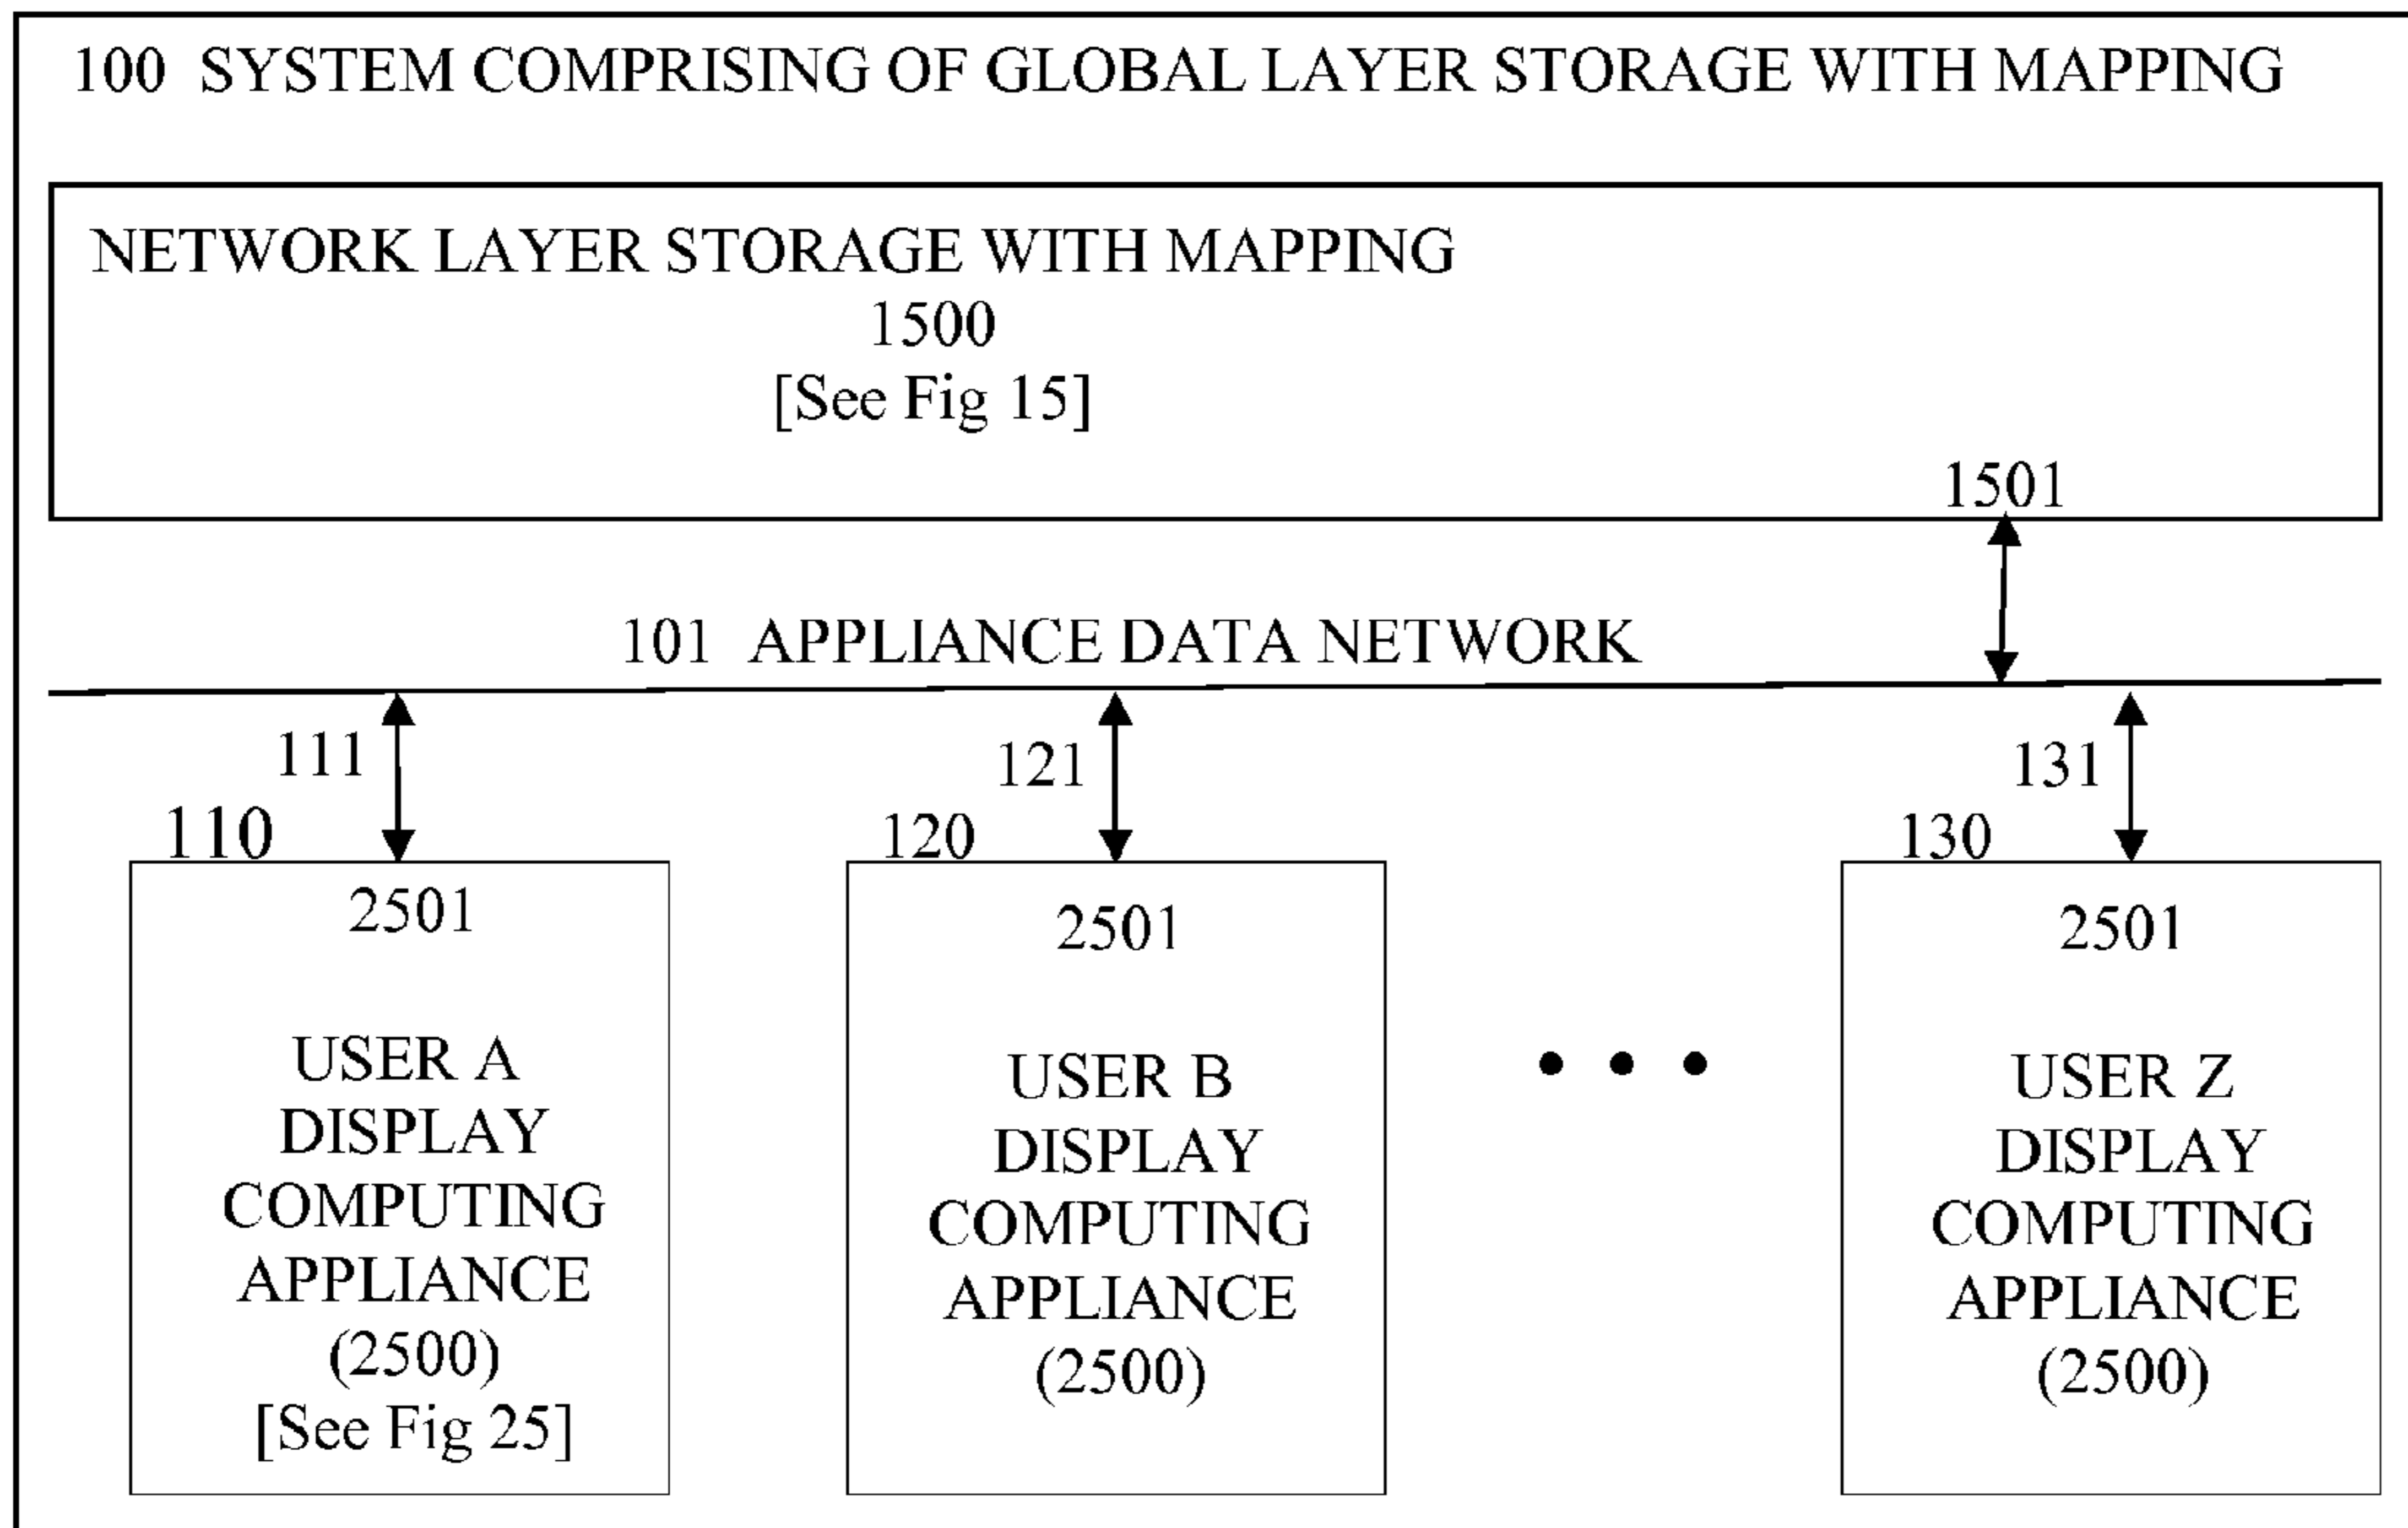 100 SYSTEM COMPRISING OF GLOBAL LAYER STORAGE WITH MAPPING
NETWORK LAYER STORAGE WITH MAPPING
1500
[See Fig 15]
1501
101 APPLIANCE DATA NETWORK
111
121
131
110
120
130
2501
USER A
DISPLAY
COMPUTING
APPLIANCE
(2500)
[See Fig 25]
2501
USER B
DISPLAY
COMPUTING
APPLIANCE
(2500)
• • •
2501
USER Z
DISPLAY
COMPUTING
APPLIANCE
(2500)